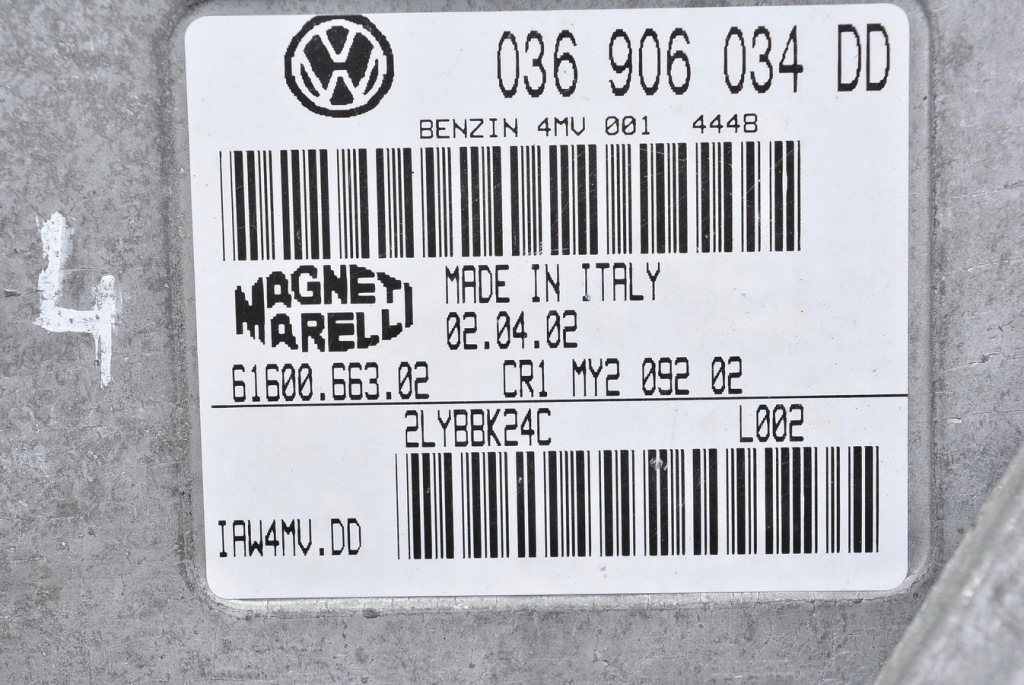 036 906 034 DD
BENZIN 4MV 001 4448
MAGNETI MARELLI
MADE IN ITALY
02.04.02
61600.663.02 CR1 MY2 092 02
2LYBBK24C L002
IAW4MV.DD
4